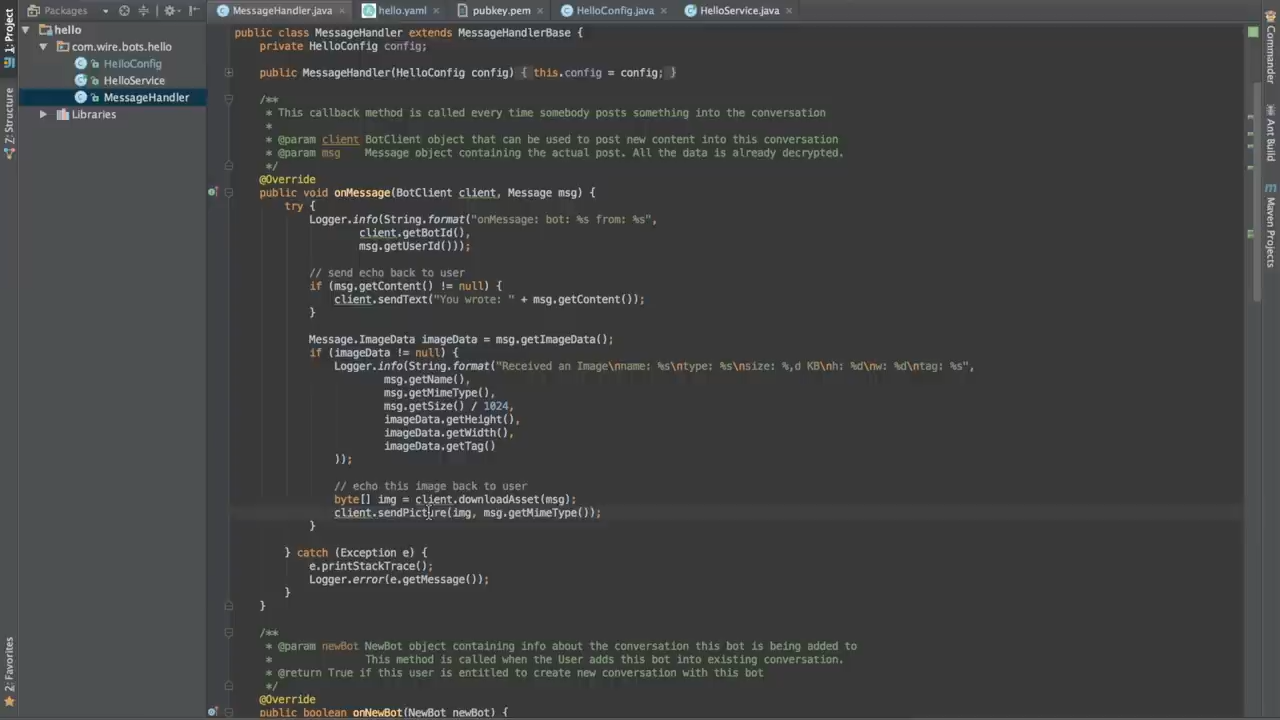 1: Project
Z: Structure
2: Favorites
Packages
hello
com.wire.bots.hello
HelloConfig
HelloService
MessageHandler
Libraries
MessageHandler.java
hello.yaml
pubkey.pem
HelloConfig.java
HelloService.java
public class MessageHandler extends MessageHandlerBase {
private HelloConfig config;
public MessageHandler(HelloConfig config) { this.config = config; }
/**
* This callback method is called every time somebody posts something into the conversation
*
* @param client BotClient object that can be used to post new content into this conversation
* @param msg    Message object containing the actual post. All the data is already decrypted.
*/
@Override
public void onMessage(BotClient client, Message msg) {
try {
Logger.info(String.format("onMessage: bot: %s from: %s",
client.getBotId(),
msg.getUserId()));
// send echo back to user
if (msg.getContent() != null) {
client.sendText("You wrote: " + msg.getContent());
}
Message.ImageData imageData = msg.getImageData();
if (imageData != null) {
Logger.info(String.format("Received an Image\nname: %s\ntype: %s\nsize: %,d KB\nh: %d\nw: %d\ntag: %s",
msg.getName(),
msg.getMimeType(),
msg.getSize() / 1024,
imageData.getHeight(),
imageData.getWidth(),
imageData.getTag()
));
// echo this image back to user
byte[] img = client.downloadAsset(msg);
client.sendPicture(img, msg.getMimeType());
}
} catch (Exception e) {
e.printStackTrace();
Logger.error(e.getMessage());
}
}
/**
* @param newBot NewBot object containing info about the conversation this bot is being added to
*               This method is called when the User adds this bot into existing conversation.
* @return True if this user is entitled to create new conversation with this bot
*/
@Override
public boolean onNewBot(NewBot newBot) {
Commander
Ant Build
Maven Projects